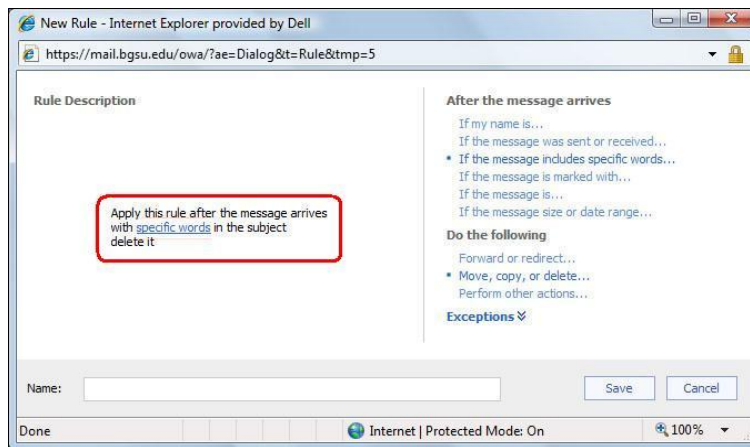 New Rule - Internet Explorer provided by Dell
https://mail.bgsu.edu/owa/?ae=Dialog&t=Rule&tmp=5
Rule Description
Apply this rule after the message arrives
with specific words in the subject
delete it
After the message arrives
If my name is...
If the message was sent or received...
If the message includes specific words...
If the message is marked with...
If the message is...
If the message size or date range...
Do the following
Forward or redirect...
Move, copy, or delete...
Perform other actions...
Exceptions
Name:
Save
Cancel
Done
Internet | Protected Mode: On
100%